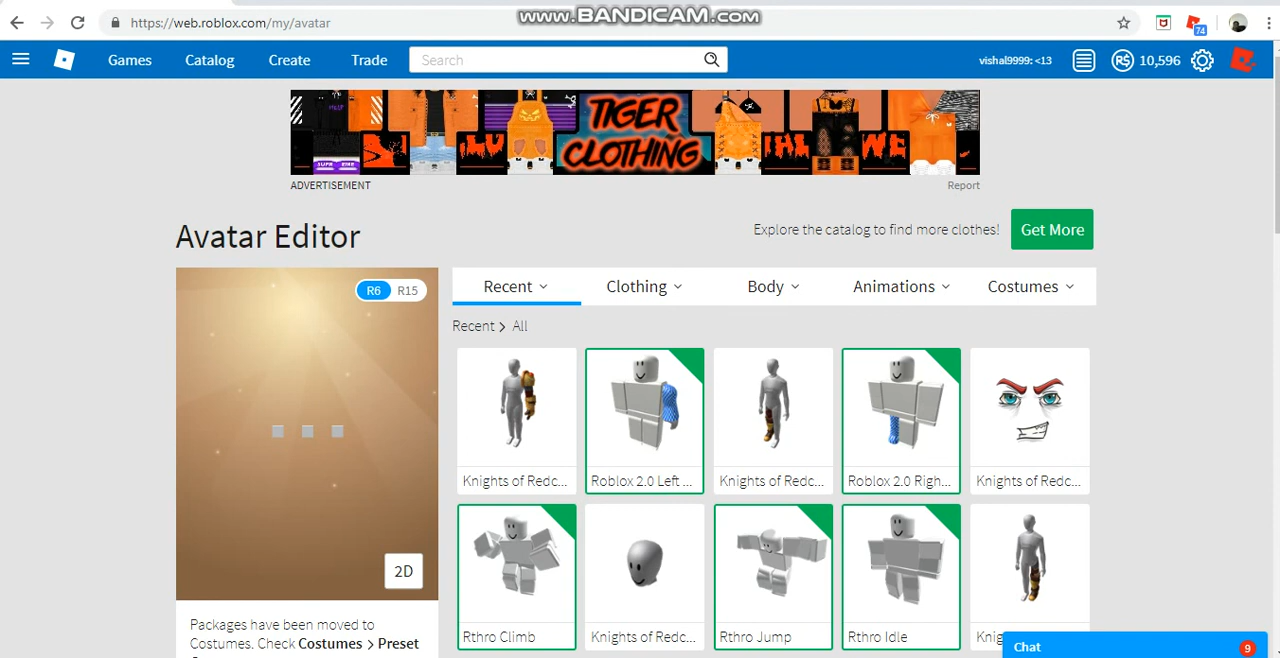 WWW.BANDICAM.COM
https://web.roblox.com/my/avatar
74
Games
Catalog
Create
Trade
Search
vishal9999: <13
R$ 10,596
TIGER
CLOTHING
ADVERTISEMENT
Report
Avatar Editor
Explore the catalog to find more clothes!
Get More
R6 R15
Recent
Clothing
Body
Animations
Costumes
Recent > All
Knights of Redc...
Roblox 2.0 Left ...
Knights of Redc...
Roblox 2.0 Righ...
Knights of Redc...
2D
Rthro Climb
Knights of Redc...
Rthro Jump
Rthro Idle
Packages have been moved to
Costumes. Check Costumes > Preset
Chat
9